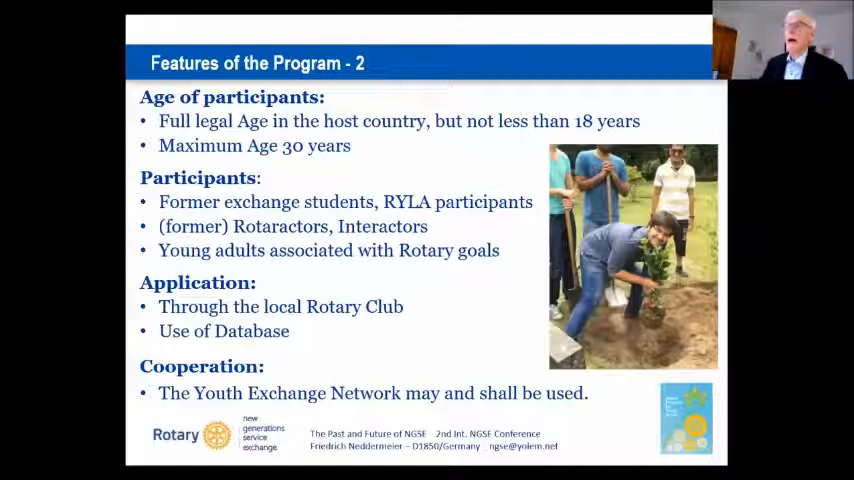 Features of the Program - 2
Age of participants:
• Full legal Age in the host country, but not less than 18 years
• Maximum Age 30 years
Participants:
• Former exchange students, RYLA participants
• (former) Rotaractors, Interactors
• Young adults associated with Rotary goals
Application:
• Through the local Rotary Club
• Use of Database
Cooperation:
• The Youth Exchange Network may and shall be used.
Rotary
new
generations
service
exchange
The Past and Future of NGSE 2nd Int. NGSE Conference
Friedrich Neddermeier – D1850/Germany _ngse@yolem.net